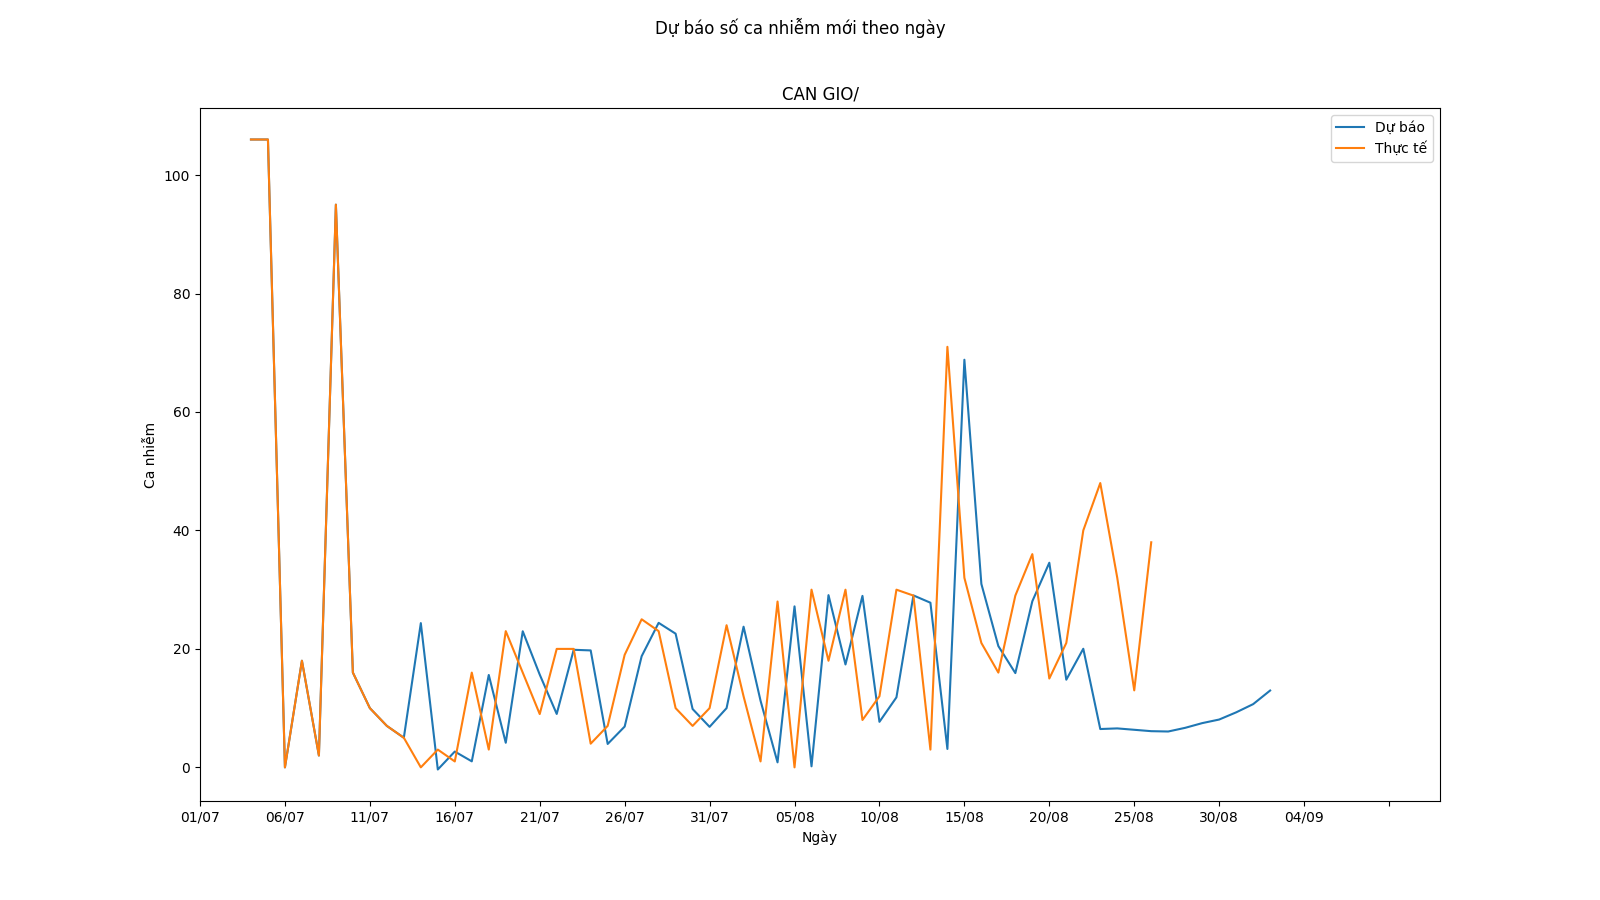 Dự báo số ca nhiễm mới theo ngày
CAN GIO/
Dự báo
Thực tế
100
80
60
40
20
0
Ca nhiễm
01/07 06/07 11/07 16/07 21/07 26/07 31/07 05/08 10/08 15/08 20/08 25/08 30/08 04/09
Ngày